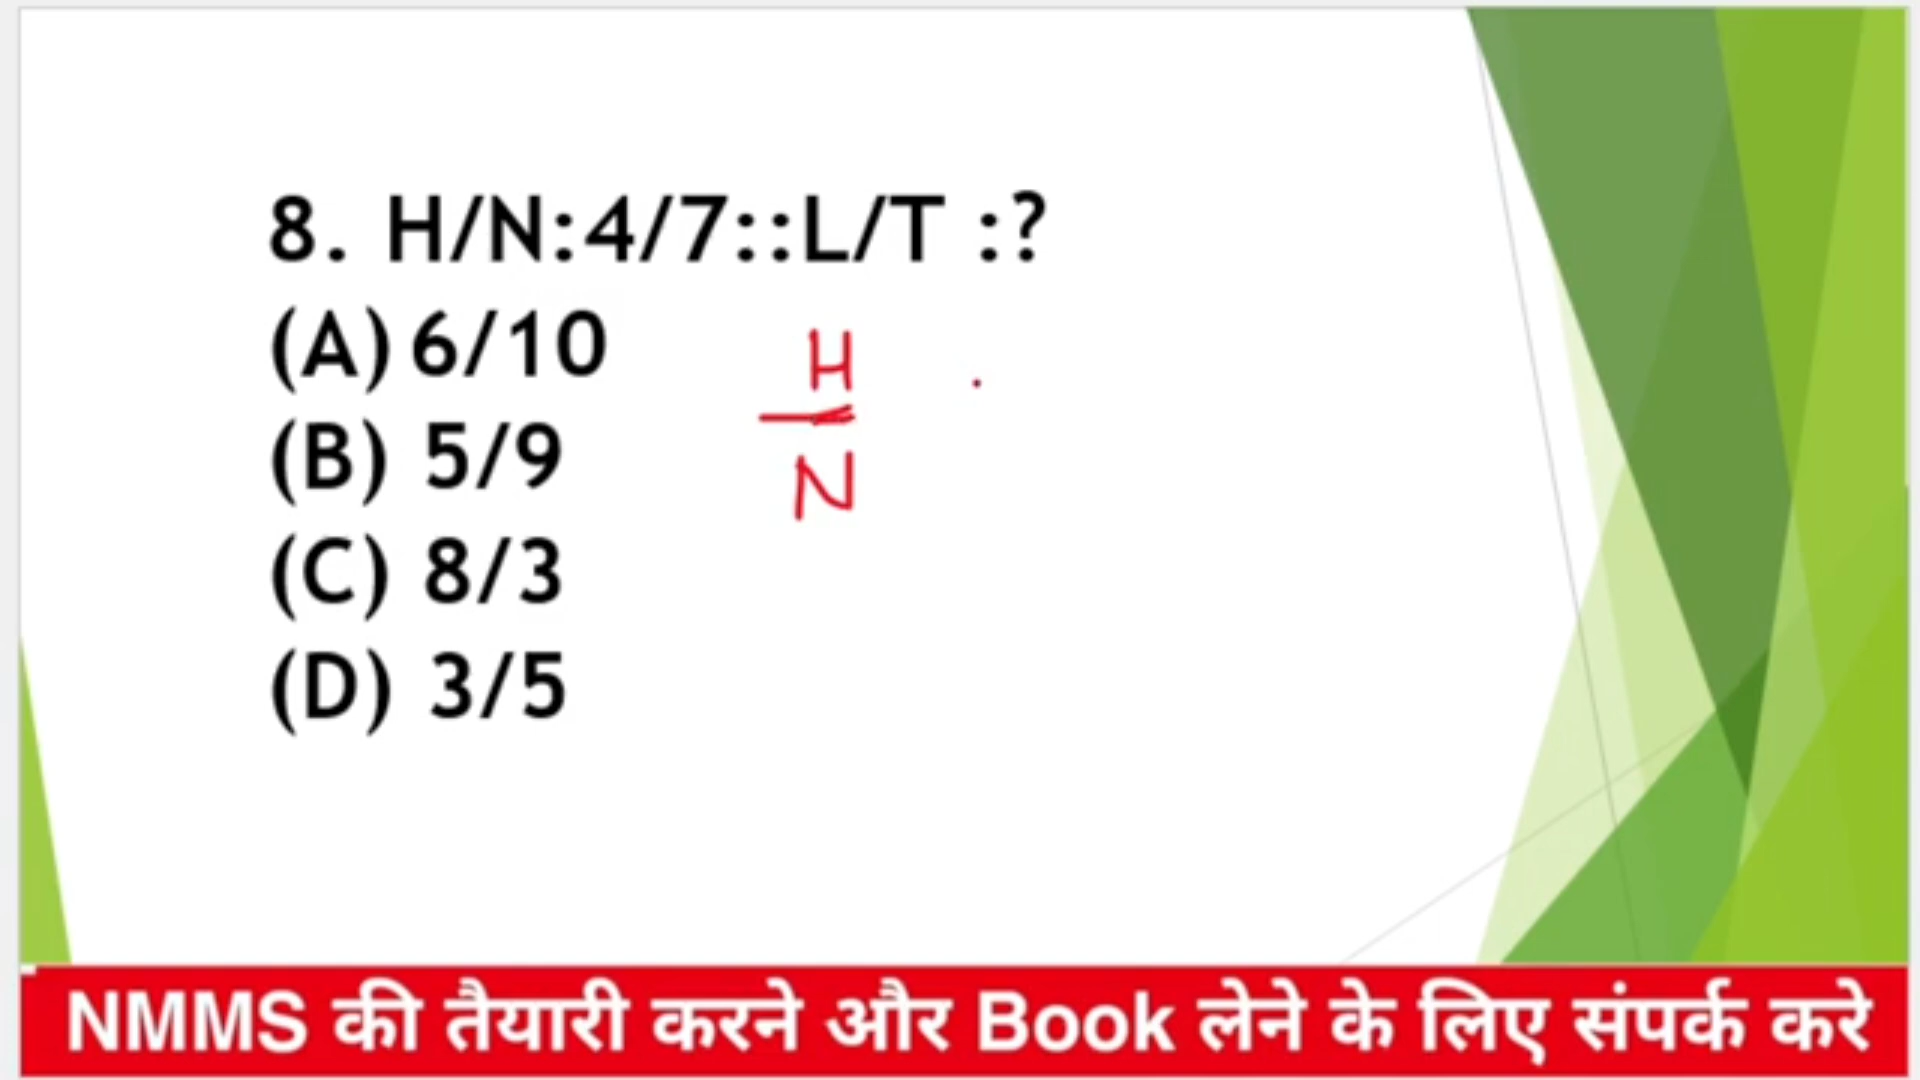 8. H/N:4/7::L/T :?
(A) 6/10
(B) 5/9
(C) 8/3
(D) 3/5
H
N
NMMS की तैयारी करने और Book लेने के लिए संपर्क करे